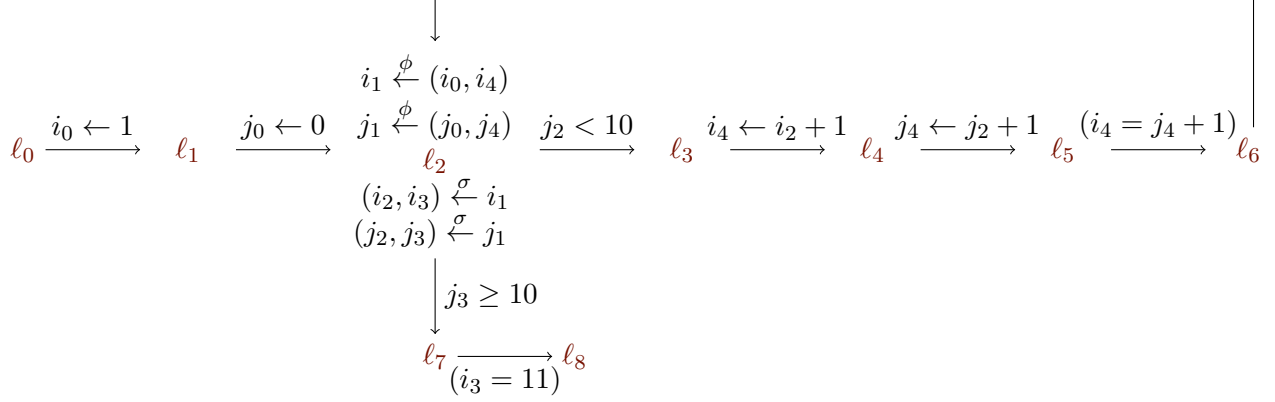 i₁ ←ᵠ (i₀, i₄)
i₀ ← 1 j₀ ← 0 j₁ ←ᵠ (j₀, j₄) j₂ < 10 i₄ ← i₂ + 1 j₄ ← j₂ + 1 (i₄ = j₄ + 1)
ℓ₀ ℓ₁ ℓ₂ ℓ₃ ℓ₄ ℓ₅ ℓ₆
(i₂, i₃) ←σ i₁
(j₂, j₃) ←σ j₁
j₃ ≥ 10
ℓ₇ ℓ₈
(i₃ = 11)